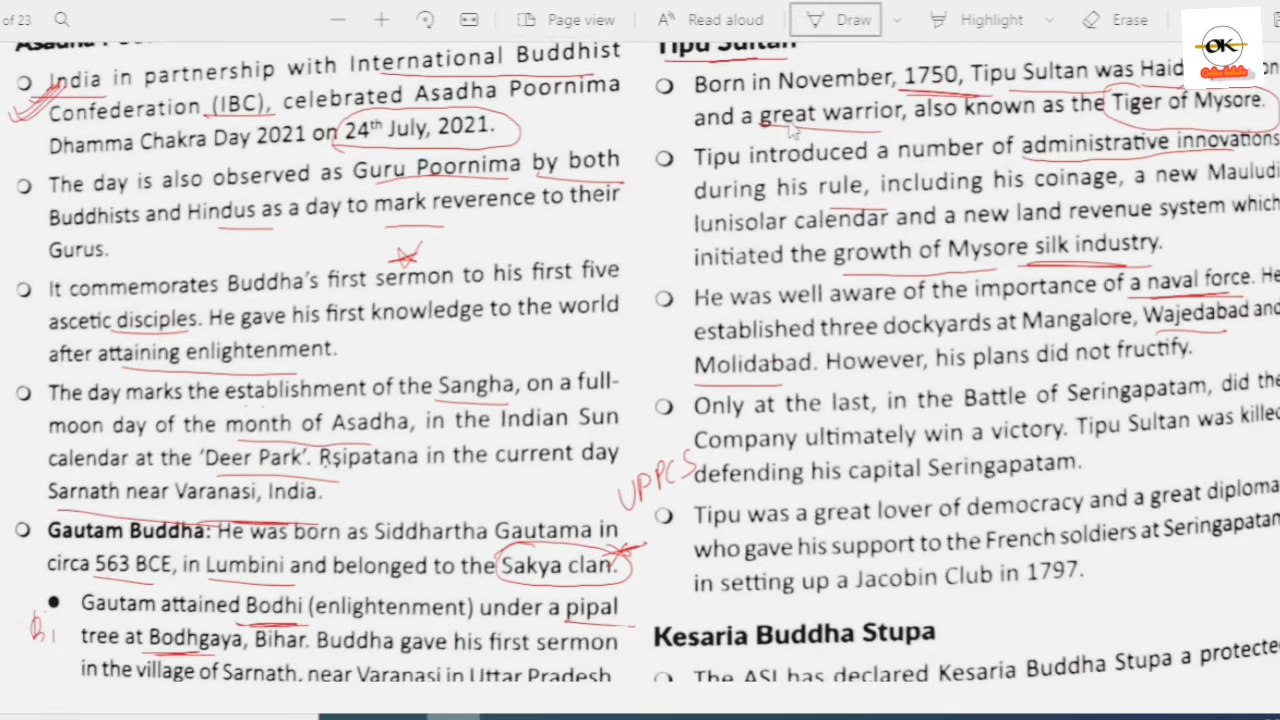 of 23
Page view
Read aloud
Draw
Highlight
Erase
OK
Asadha
India in partnership with International Buddhist
Confederation (IBC), celebrated Asadha Poornima
Dhamma Chakra Day 2021 on 24th July, 2021.
The day is also observed as Guru Poornima by both
Buddhists and Hindus as a day to mark reverence to their
Gurus.
It commemorates Buddha's first sermon to his first five
ascetic disciples. He gave his first knowledge to the world
after attaining enlightenment.
The day marks the establishment of the Sangha, on a full-
moon day of the month of Asadha, in the Indian Sun
calendar at the 'Deer Park'. Rṣipatana in the current day
Sarnath near Varanasi, India.
Gautam Buddha: He was born as Siddhartha Gautama in
circa 563 BCE, in Lumbini and belonged to the Sakya clan.
Gautam attained Bodhi (enlightenment) under a pipal
tree at Bodhgaya, Bihar. Buddha gave his first sermon
in the village of Sarnath, near Varanasi in Uttar Pradesh
Tipu Sultan
Born in November, 1750, Tipu Sultan was Haid
and a great warrior, also known as the Tiger of Mysore.
Tipu introduced a number of administrative innovations
during his rule, including his coinage, a new Mauludi
lunisolar calendar and a new land revenue system which
initiated the growth of Mysore silk industry.
He was well aware of the importance of a naval force. He
established three dockyards at Mangalore, Wajedabad and
Molidabad. However, his plans did not fructify.
Only at the last, in the Battle of Seringapatam, did the
Company ultimately win a victory. Tipu Sultan was killed
defending his capital Seringapatam.
UPPCS
Tipu was a great lover of democracy and a great diploma
who gave his support to the French soldiers at Seringapatam
in setting up a Jacobin Club in 1797.
Kesaria Buddha Stupa
The ASI has declared Kesaria Buddha Stupa a protected